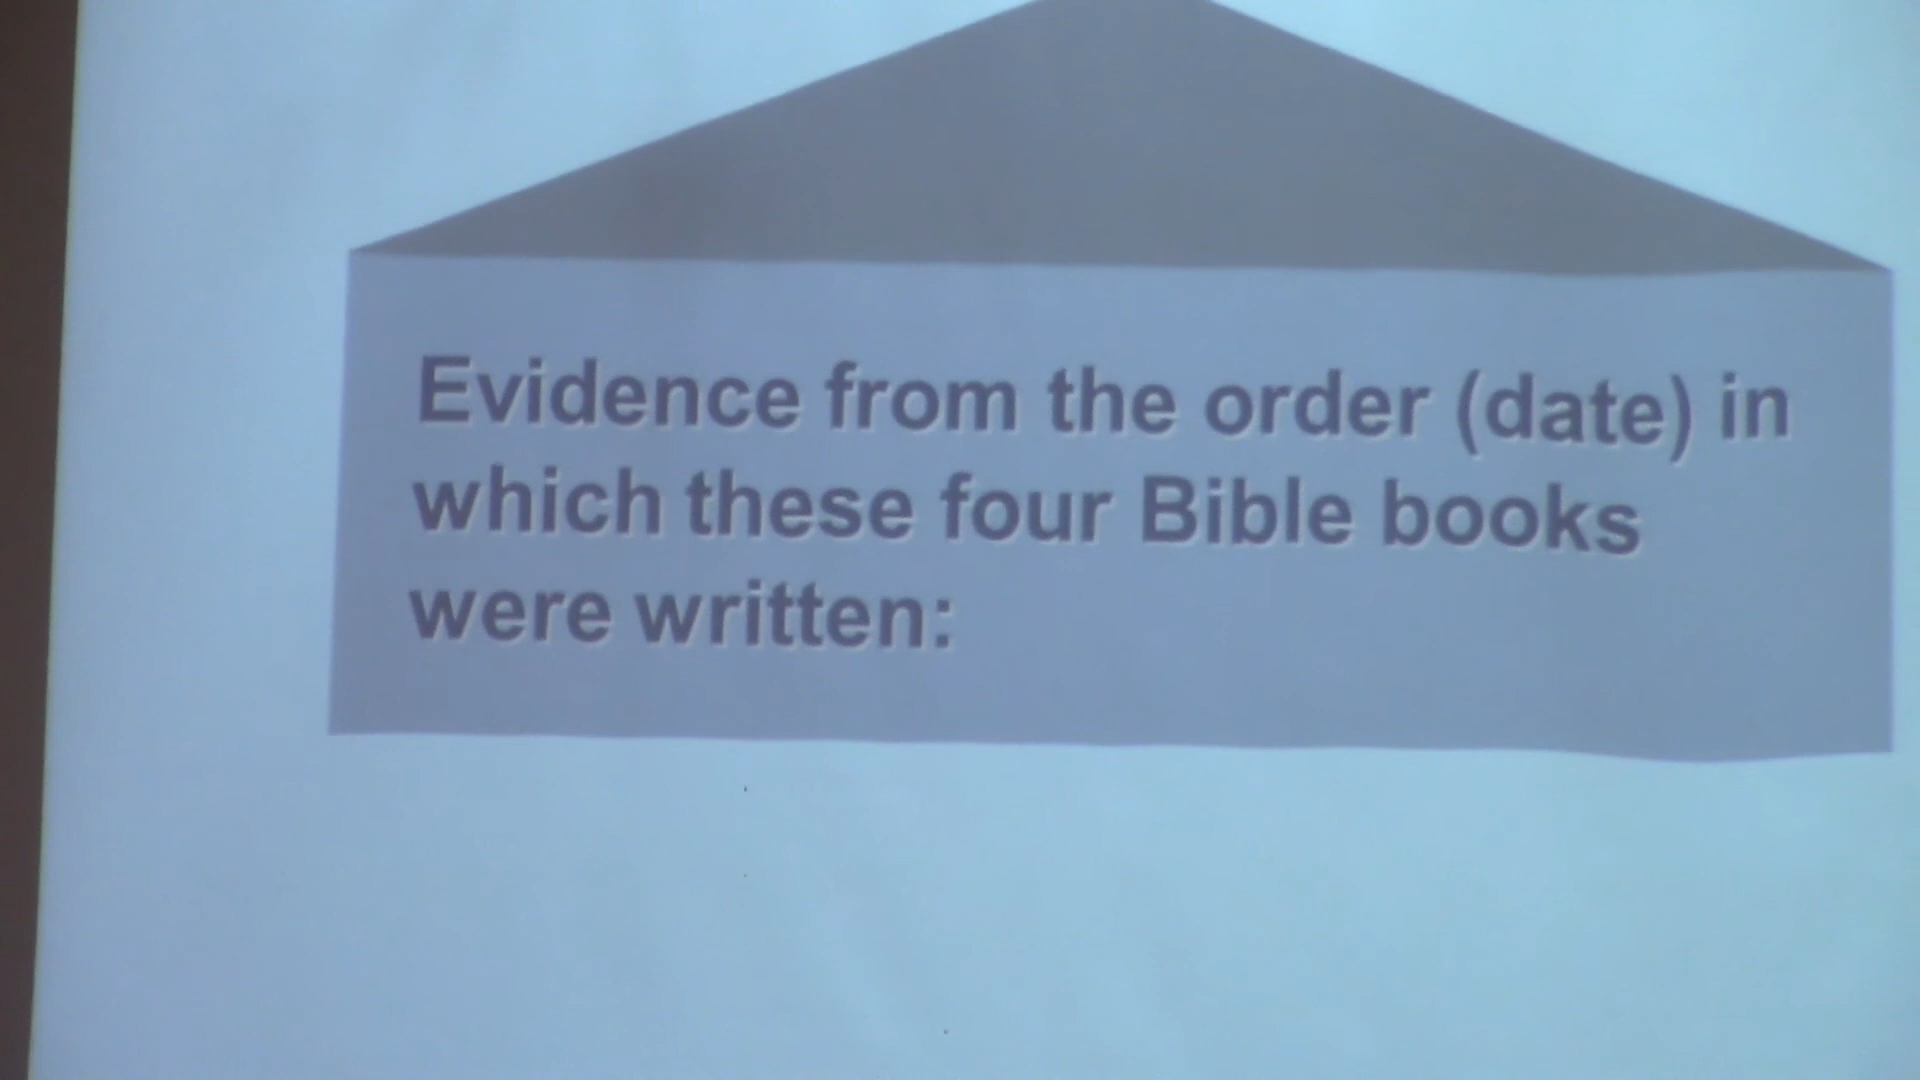 Evidence from the order (date) in
which these four Bible books
were written: